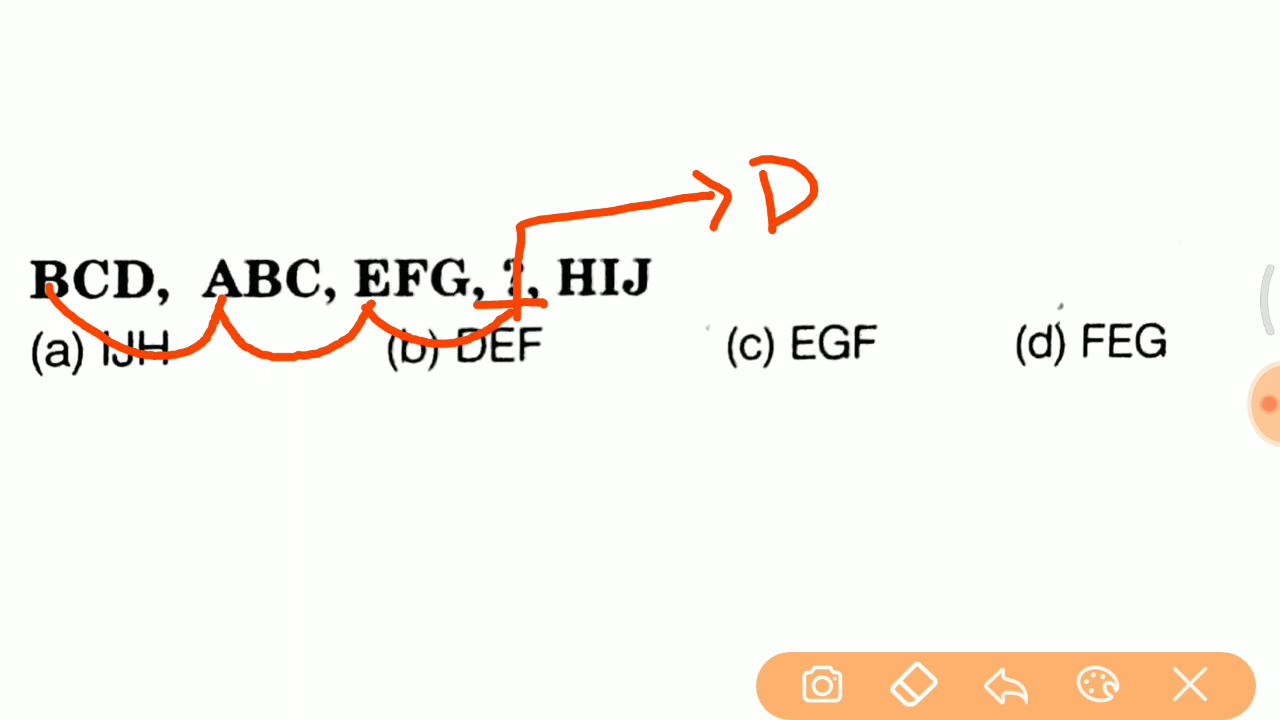 D
BCD, ABC, EFG, ?, HIJ
(a) IJH (b) DEF (c) EGF (d) FEG